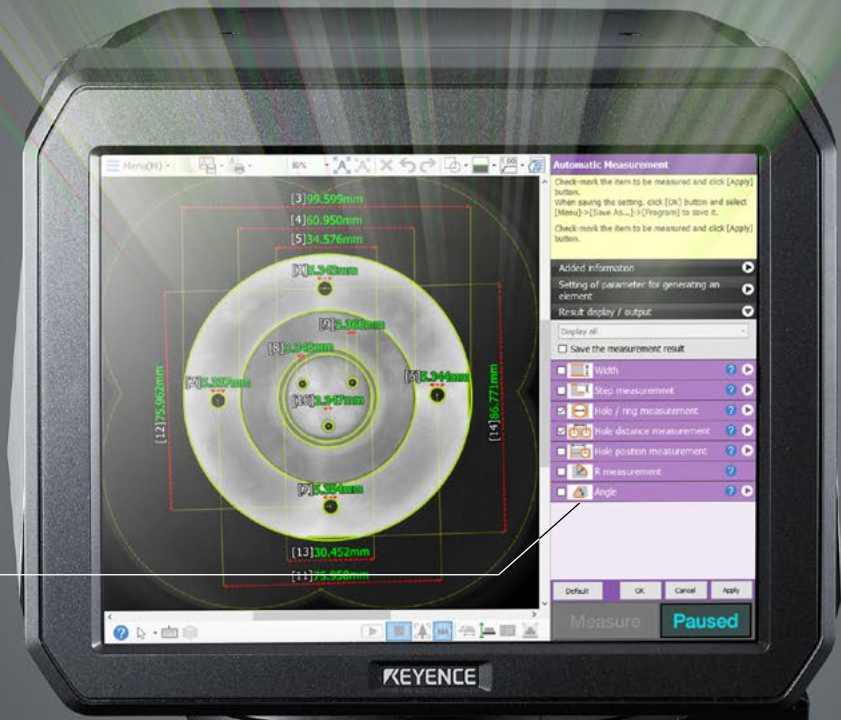 Menu(M)
80%
Automatic Measurement
Check-mark the item to be measured and click [Apply]
button.
When saving the setting, click [OK] button and select
[Menu]->[Save As...]->[Program] to save it.
Check-mark the item to be measured and click [Apply]
button.
Added information
Setting of parameter for generating an
element
Result display / output
Display all
Save the measurement result
Width
Step measurement
Hole / ring measurement
Hole distance measurement
Hole position measurement
R measurement
Angle
Default OK Cancel Apply
Measure Paused
[3]99.599mm
[4]60.950mm
[5]34.576mm
[12]75.962mm
[14]86.771mm
[13]30.452mm
[11]75.958mm
KEYENCE